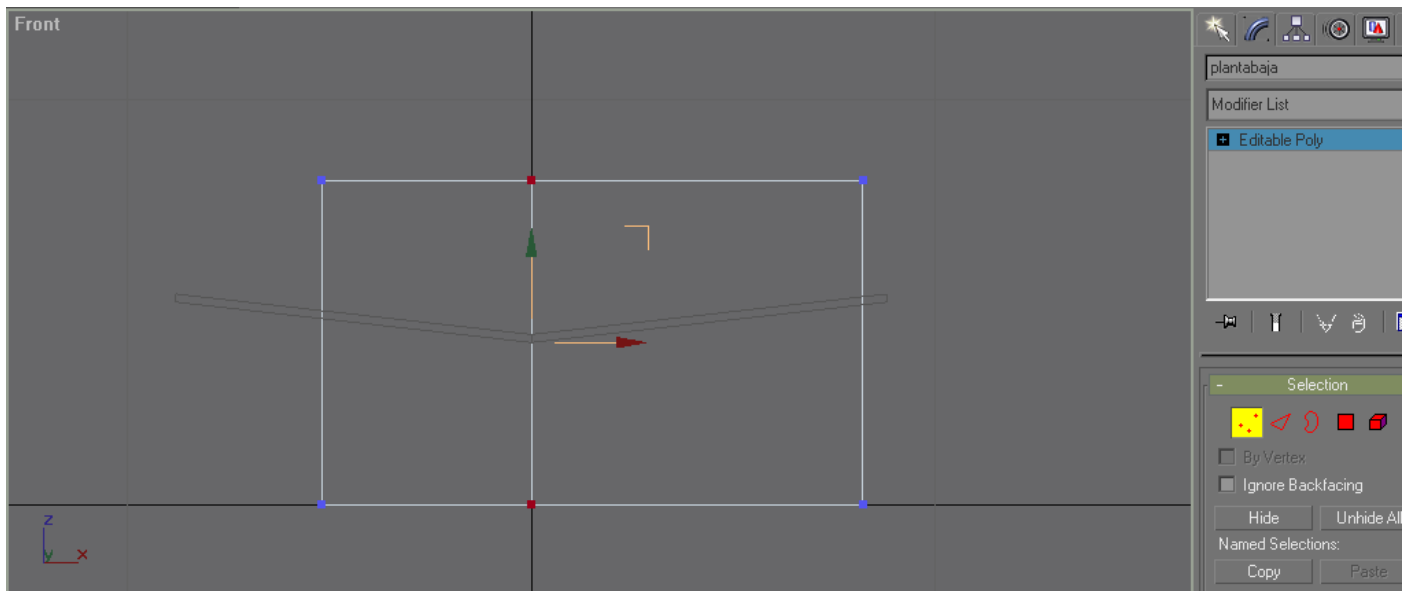 Front
plantabaja
Modifier List
Editable Poly
- Selection
By Vertex
Ignore Backfacing
Hide Unhide All
Named Selections:
Copy Paste
z
y x